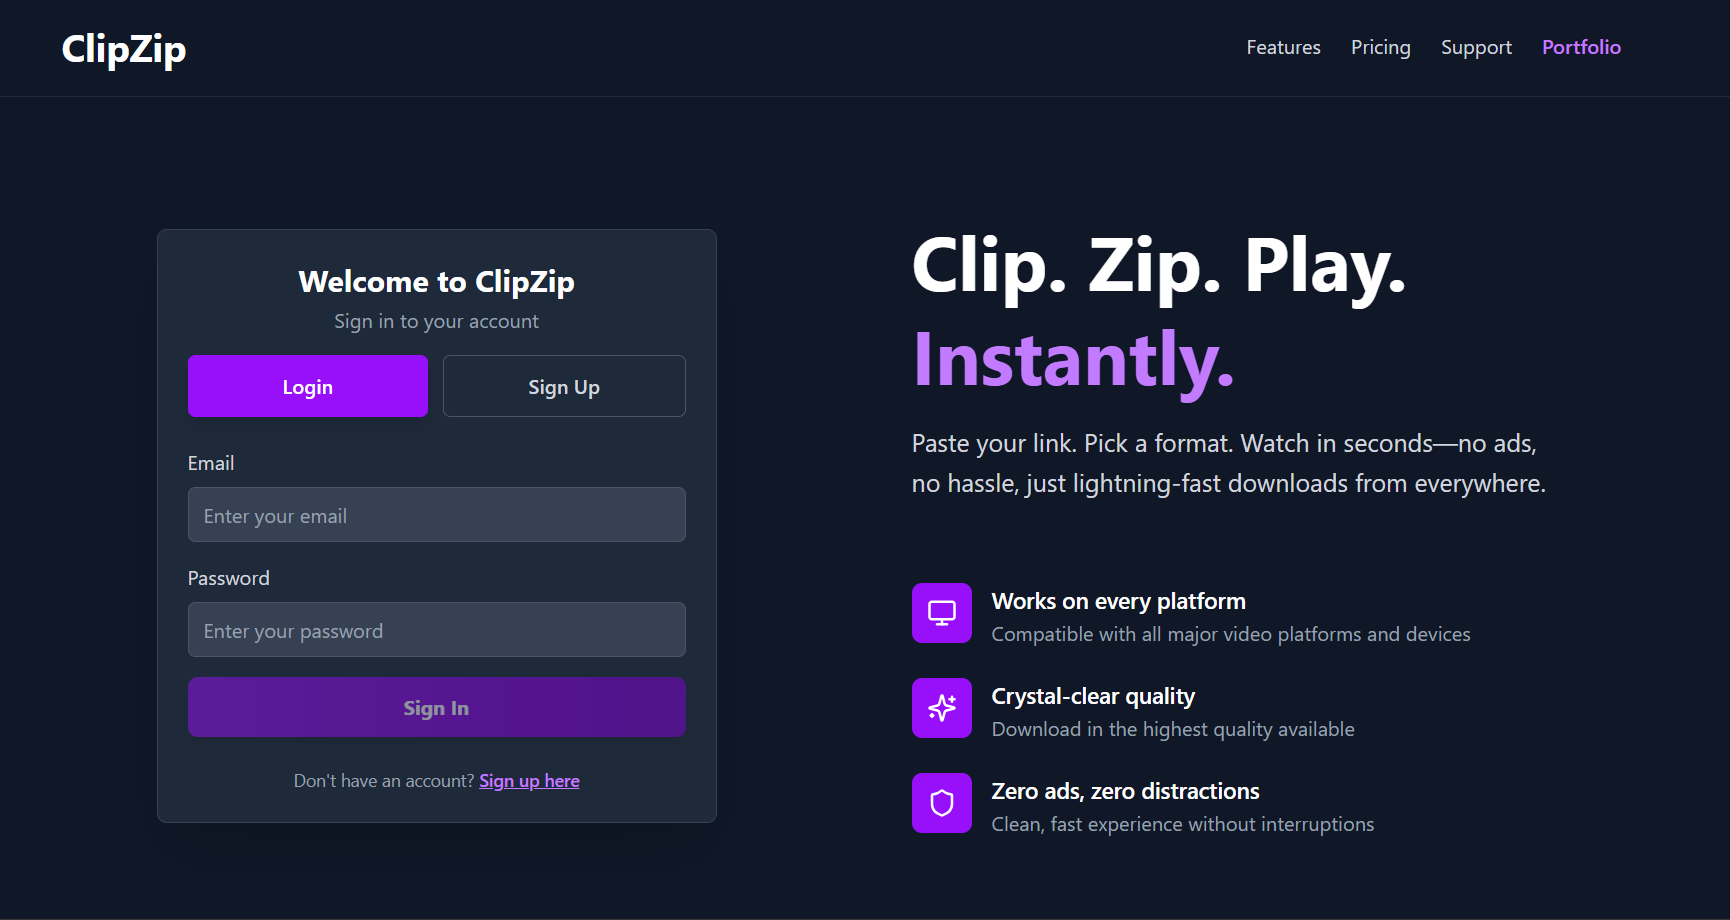 ClipZip
Features
Pricing
Support
Portfolio
Welcome to ClipZip
Sign in to your account
Login
Sign Up
Email
Enter your email
Password
Enter your password
Sign In
Don't have an account? Sign up here
Clip. Zip. Play.
Instantly.
Paste your link. Pick a format. Watch in seconds—no ads,
no hassle, just lightning-fast downloads from everywhere.
Works on every platform
Compatible with all major video platforms and devices
Crystal-clear quality
Download in the highest quality available
Zero ads, zero distractions
Clean, fast experience without interruptions